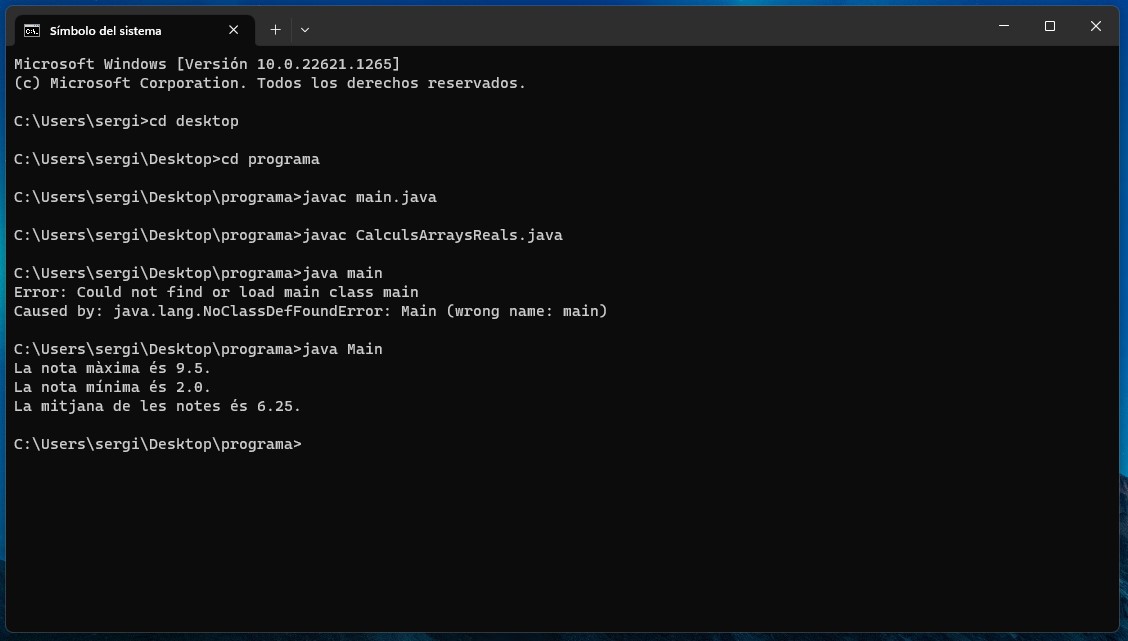 Símbolo del sistema
Microsoft Windows [Versión 10.0.22621.1265]
(c) Microsoft Corporation. Todos los derechos reservados.
C:\Users\sergi>cd desktop
C:\Users\sergi\Desktop>cd programa
C:\Users\sergi\Desktop\programa>javac main.java
C:\Users\sergi\Desktop\programa>javac CalculsArraysReals.java
C:\Users\sergi\Desktop\programa>java main
Error: Could not find or load main class main
Caused by: java.lang.NoClassDefFoundError: Main (wrong name: main)
C:\Users\sergi\Desktop\programa>java Main
La nota màxima és 9.5.
La nota mínima és 2.0.
La mitjana de les notes és 6.25.
C:\Users\sergi\Desktop\programa>